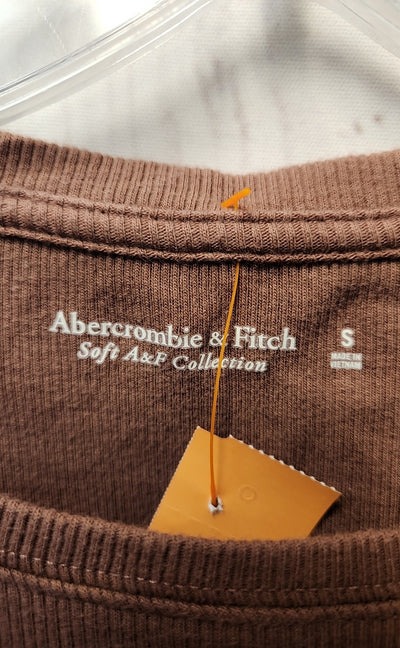 Abercrombie & Fitch
Soft A&F Collection
S
MADE IN
VIETNAM